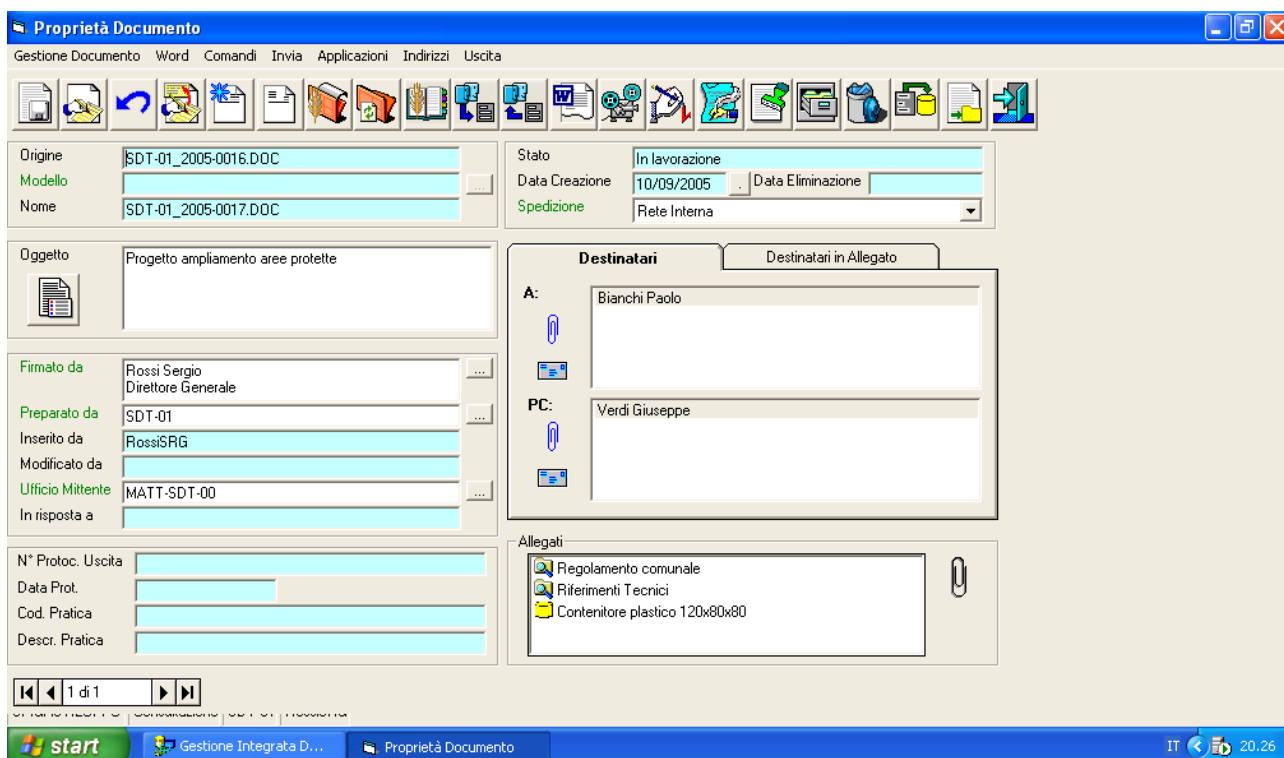 Proprietà Documento
Gestione Documento Word Comandi Invia Applicazioni Indirizzi Uscita
Origine SDT-01_2005-0016.DOC
Modello ...
Nome SDT-01_2005-0017.DOC
Stato In lavorazione
Data Creazione 10/09/2005 . Data Eliminazione
Spedizione Rete Interna
Oggetto Progetto ampliamento aree protette
Destinatari Destinatari in Allegato
A: Bianchi Paolo
PC: Verdi Giuseppe
Firmato da Rossi Sergio ...
Direttore Generale
Preparato da SDT-01 ...
Inserito da RossiSRG
Modificato da
Ufficio Mittente MATT-SDT-00 ...
In risposta a
N° Protoc. Uscita
Data Prot.
Cod. Pratica
Descr. Pratica
Allegati
Regolamento comunale
Riferimenti Tecnici
Contenitore plastico 120x80x80
1 di 1
start Gestione Integrata D... Proprietà Documento IT 20.26